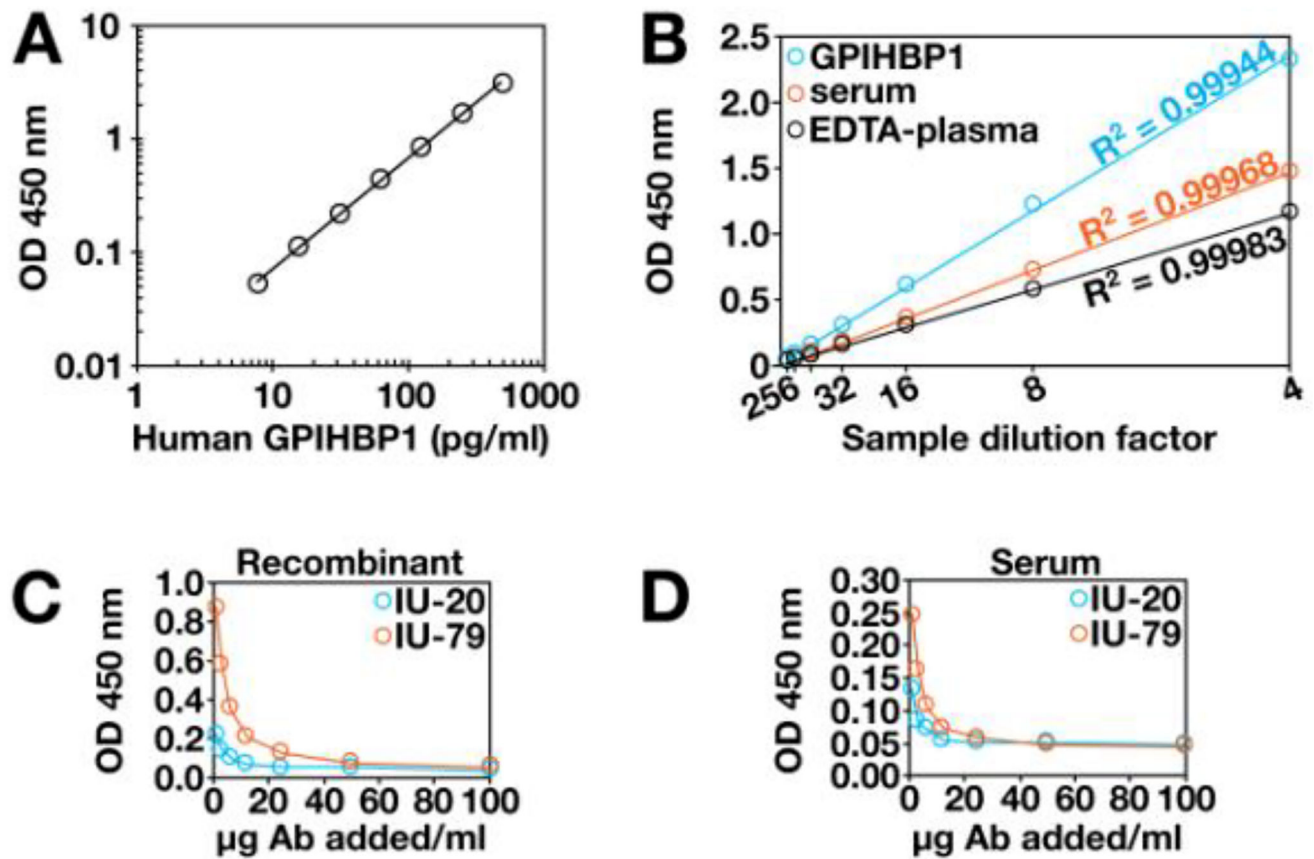 A
OD 450 nm
10
1
0.1
0.01
1 10 100 1000
Human GPIHBP1 (pg/ml)
B
OD 450 nm
2.5
2.0
1.5
1.0
0.5
0
GPIHBP1
serum
EDTA-plasma
R² = 0.99944
R² = 0.99968
R² = 0.99983
256 32 16 8 4
Sample dilution factor
C
Recombinant
OD 450 nm
1.0
0.8
0.6
0.4
0.2
0.0
IU-20
IU-79
0 20 40 60 80 100
µg Ab added/ml
D
Serum
OD 450 nm
0.30
0.25
0.20
0.15
0.10
0.05
0.00
IU-20
IU-79
0 20 40 60 80 100
µg Ab added/ml